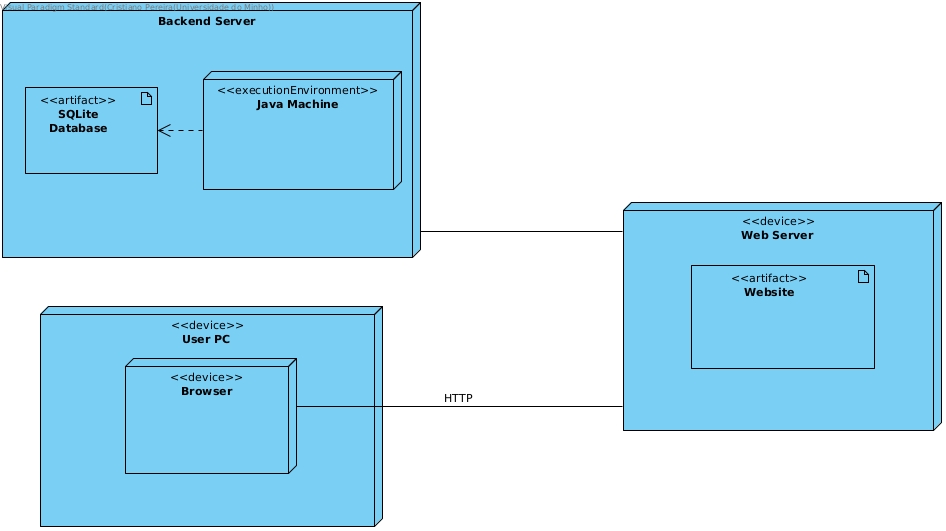 Visual Paradigm Standard(Cristiano Pereira(Universidade do Minho))
Backend Server
<<artifact>>
SQLite
Database
<<executionEnvironment>>
Java Machine
<<device>>
Web Server
<<artifact>>
Website
<<device>>
User PC
<<device>>
Browser
HTTP